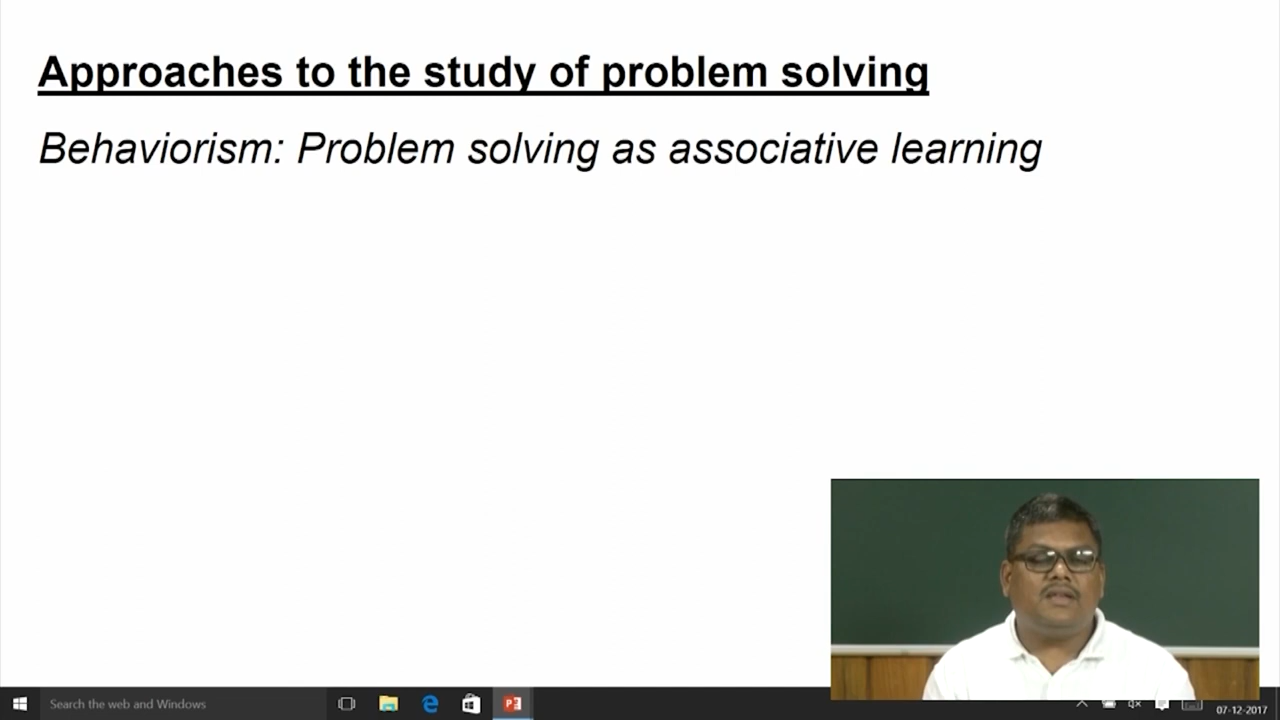 Approaches to the study of problem solving
Behaviorism: Problem solving as associative learning
Search the web and Windows
07-12-2017